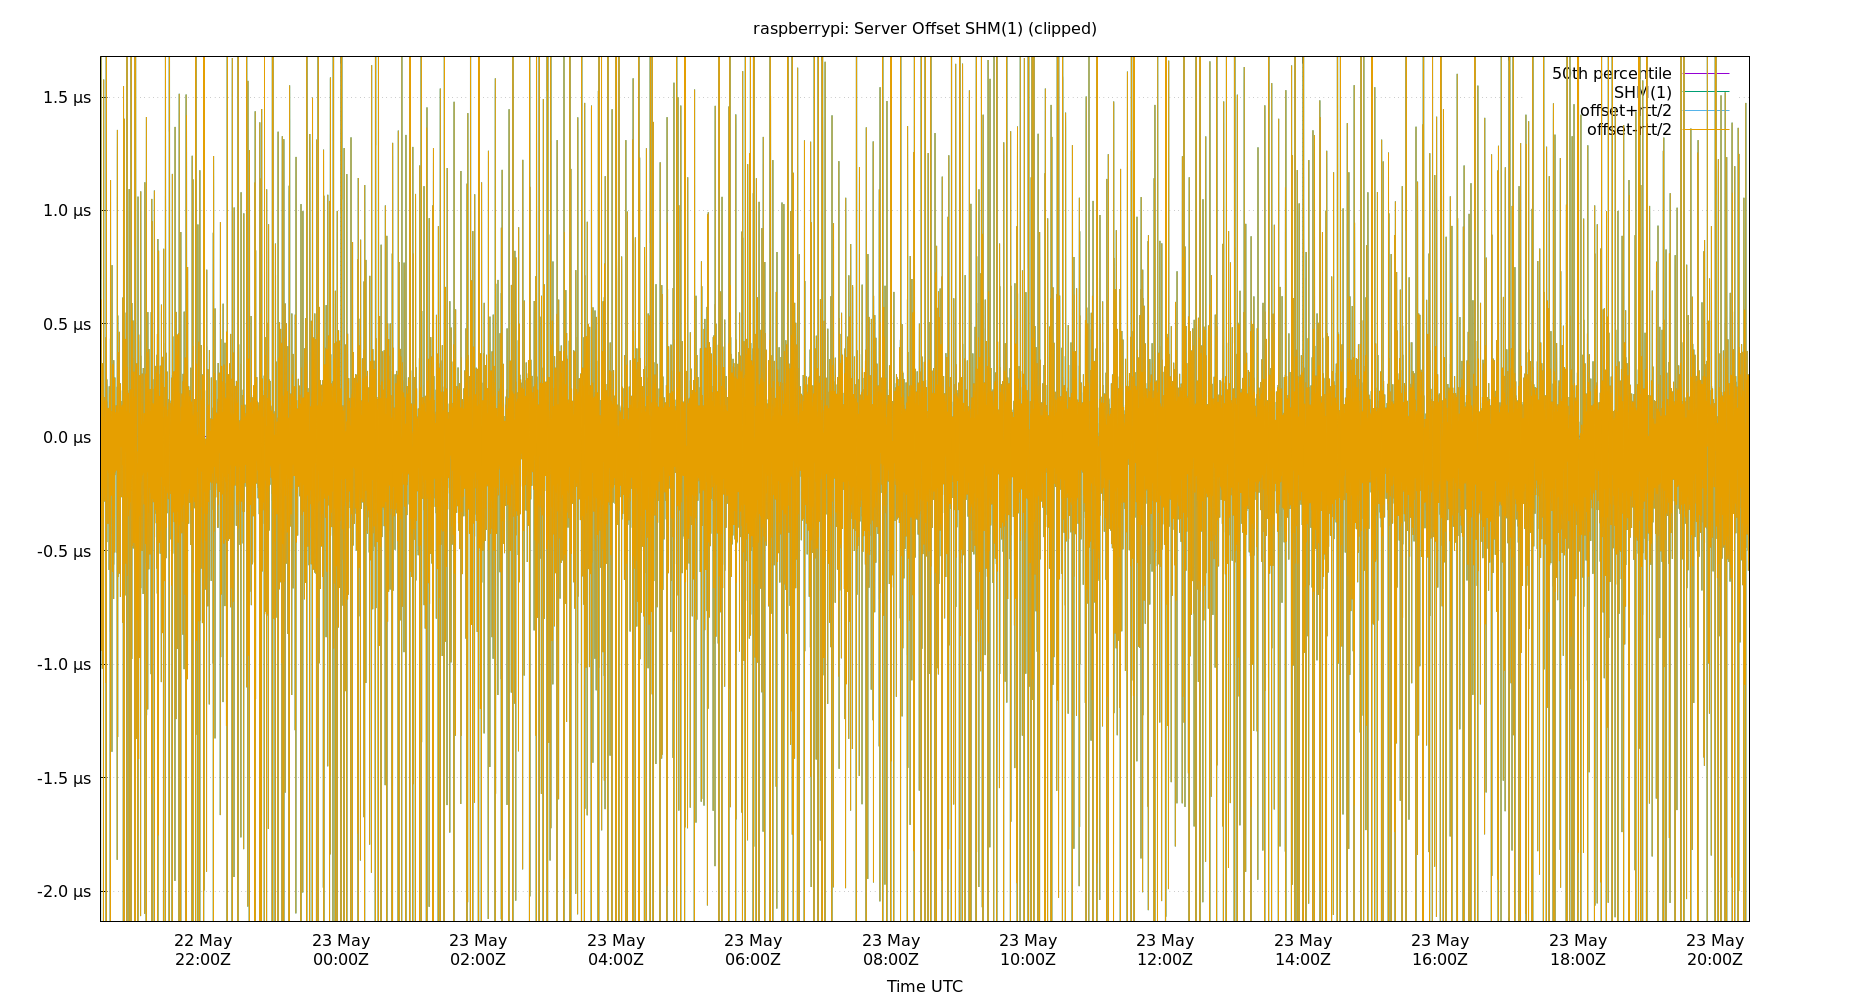 raspberrypi: Server Offset SHM(1) (clipped)
50th percentile
SHM(1)
offset+rtt/2
offset-rtt/2
1.5 µs
1.0 µs
0.5 µs
0.0 µs
-0.5 µs
-1.0 µs
-1.5 µs
-2.0 µs
22 May 23 May 23 May 23 May 23 May 23 May 23 May 23 May 23 May 23 May 23 May 23 May
22:00Z 00:00Z 02:00Z 04:00Z 06:00Z 08:00Z 10:00Z 12:00Z 14:00Z 16:00Z 18:00Z 20:00Z
Time UTC